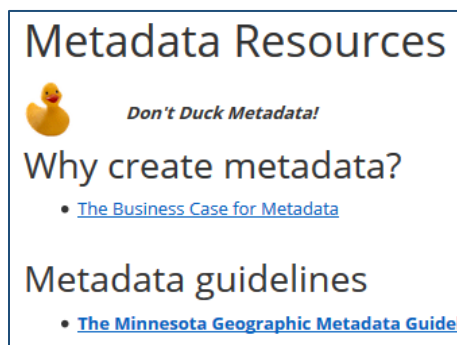 Metadata Resources
Don't Duck Metadata!
Why create metadata?
• The Business Case for Metadata
Metadata guidelines
• The Minnesota Geographic Metadata